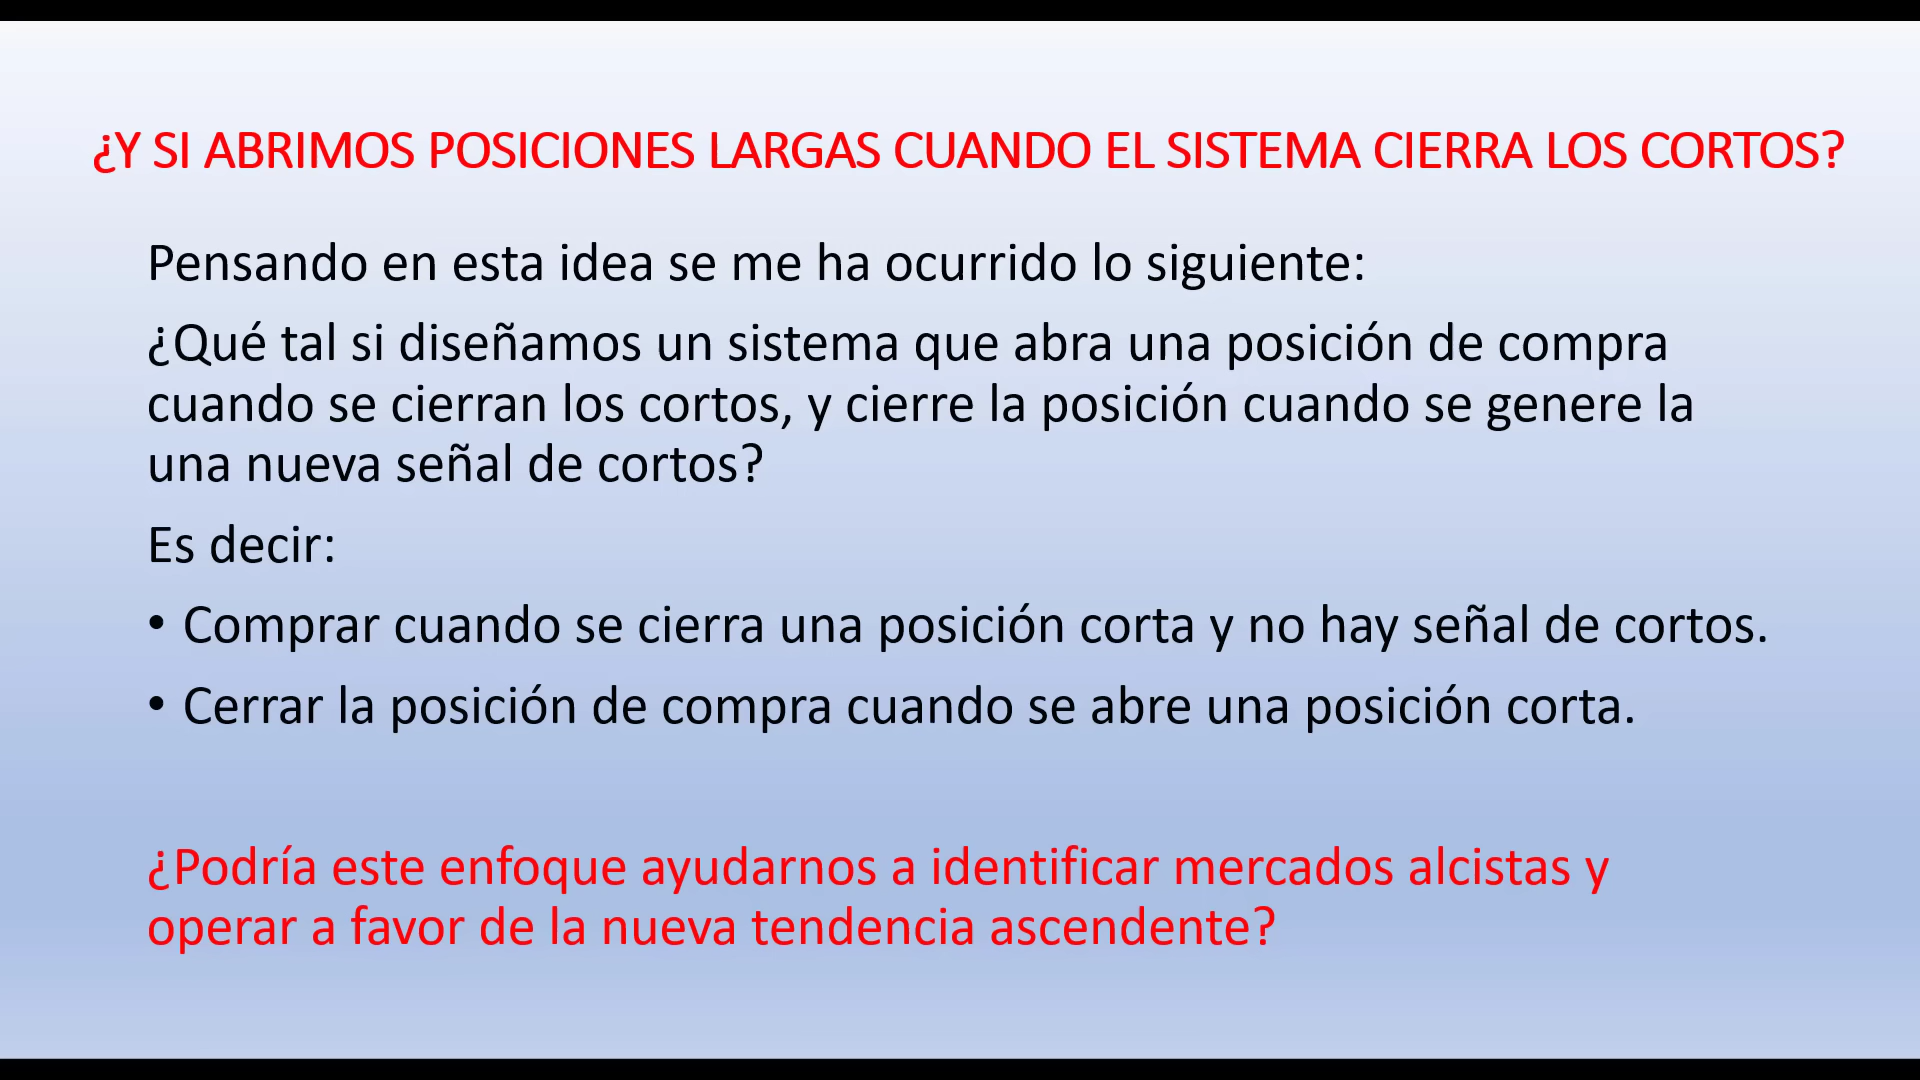 ¿Y SI ABRIMOS POSICIONES LARGAS CUANDO EL SISTEMA CIERRA LOS CORTOS?
Pensando en esta idea se me ha ocurrido lo siguiente:
¿Qué tal si diseñamos un sistema que abra una posición de compra
cuando se cierran los cortos, y cierre la posición cuando se genere la
una nueva señal de cortos?
Es decir:
• Comprar cuando se cierra una posición corta y no hay señal de cortos.
• Cerrar la posición de compra cuando se abre una posición corta.
¿Podría este enfoque ayudarnos a identificar mercados alcistas y
operar a favor de la nueva tendencia ascendente?